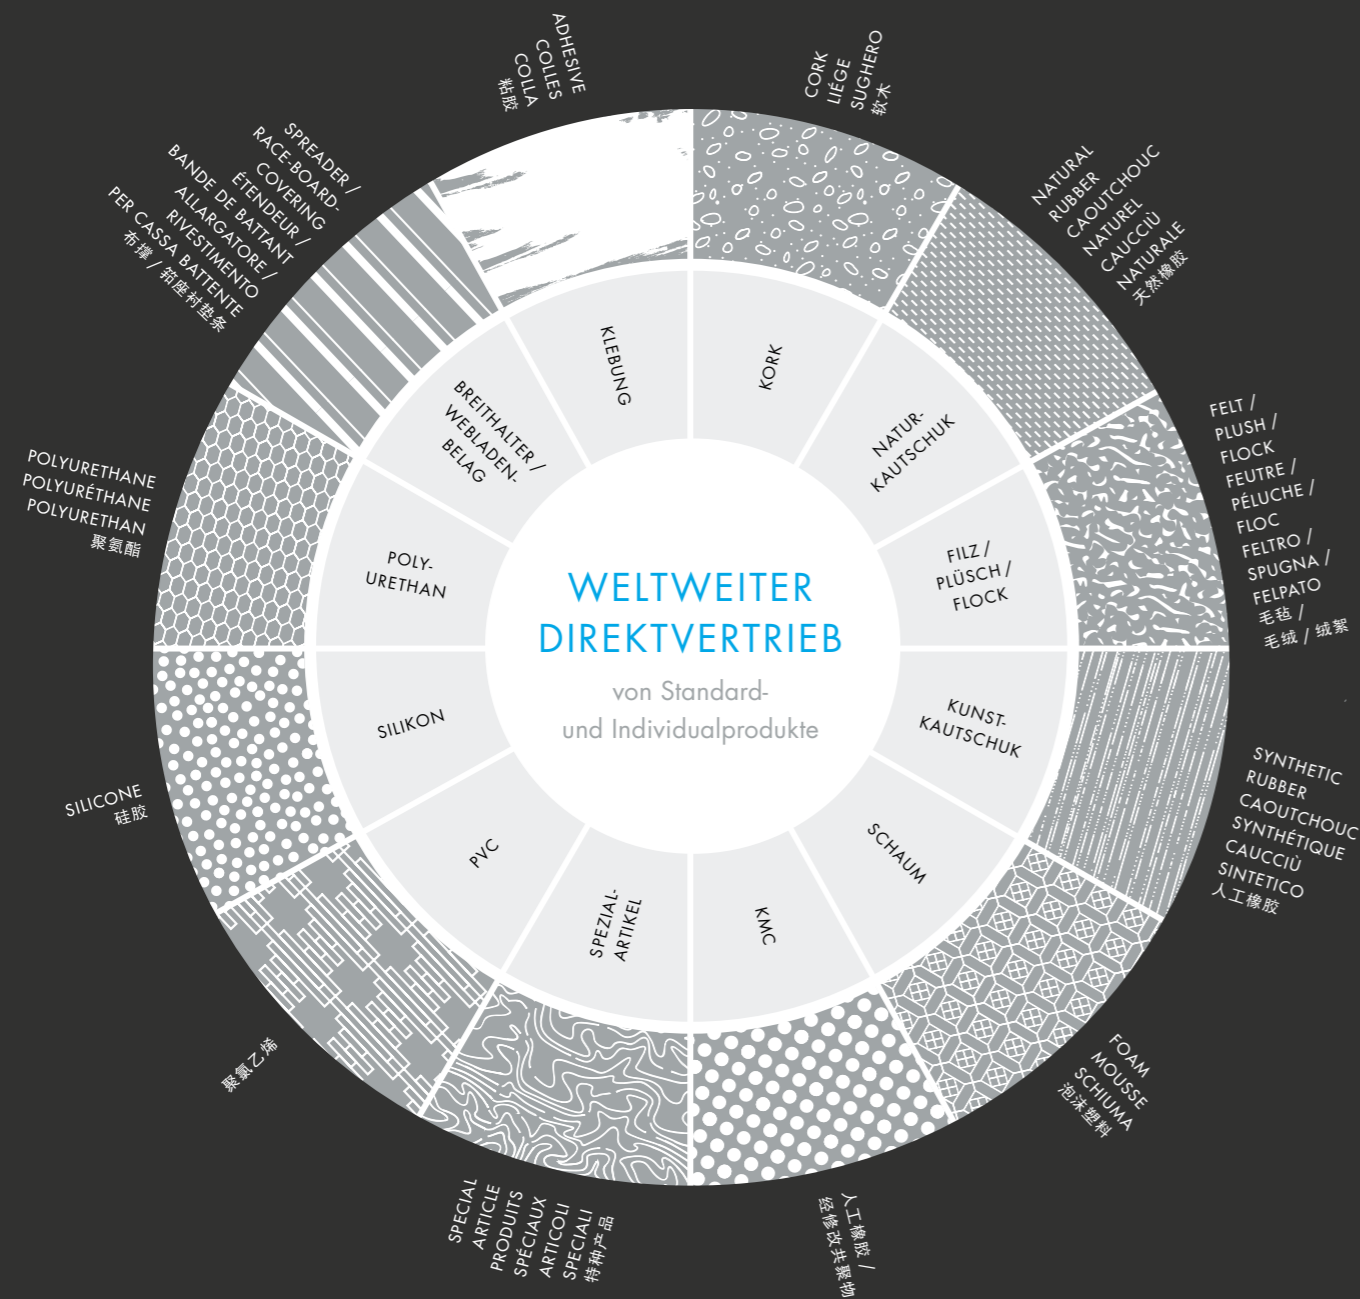 WELTWEITER
DIREKTVERTRIEB
von Standard-
und Individualprodukte
KORK
NATUR-
KAUTSCHUK
FILZ /
PLÜSCH /
FLOCK
KUNST-
KAUTSCHUK
SCHAUM
KMC
SPEZIAL-
ARTIKEL
PVC
SILIKON
POLY-
URETHAN
BREITHALTER /
WEBLADEN-
BELAG
KLEBUNG
CORK
LIÉGE
SUGHERO
软木
NATURAL
RUBBER
CAOUTCHOUC
NATUREL
CAUCCIÙ
NATURALE
天然橡胶
FELT /
PLUSH /
FLOCK
FEUTRE /
PÉLUCHE /
FLOC
FELTRO /
SPUGNA /
FELPATO
毛毡 /
毛绒 / 绒絮
SYNTHETIC
RUBBER
CAOUTCHOUC
SYNTHÉTIQUE
CAUCCIÙ
SINTETICO
人工橡胶
FOAM
MOUSSE
SCHIUMA
泡沫塑料
人工橡胶 /
经修改共聚物
SPECIAL
ARTICLE
PRODUITS
SPÉCIAUX
ARTICOLI
SPECIALI
特种产品
聚氯乙烯
SILICONE
硅胶
POLYURETHANE
POLYURÉTHANE
POLYURETHAN
聚氨酯
SPREADER /
RACE-BOARD-
COVERING
ÉTENDEUR /
BANDE DE BATTANT
ALLARGATORE /
RIVESTIMENTO
PER CASSA BATTENTE
布撑 / 筘座衬垫条
ADHESIVE
COLLES
COLLA
粘胶